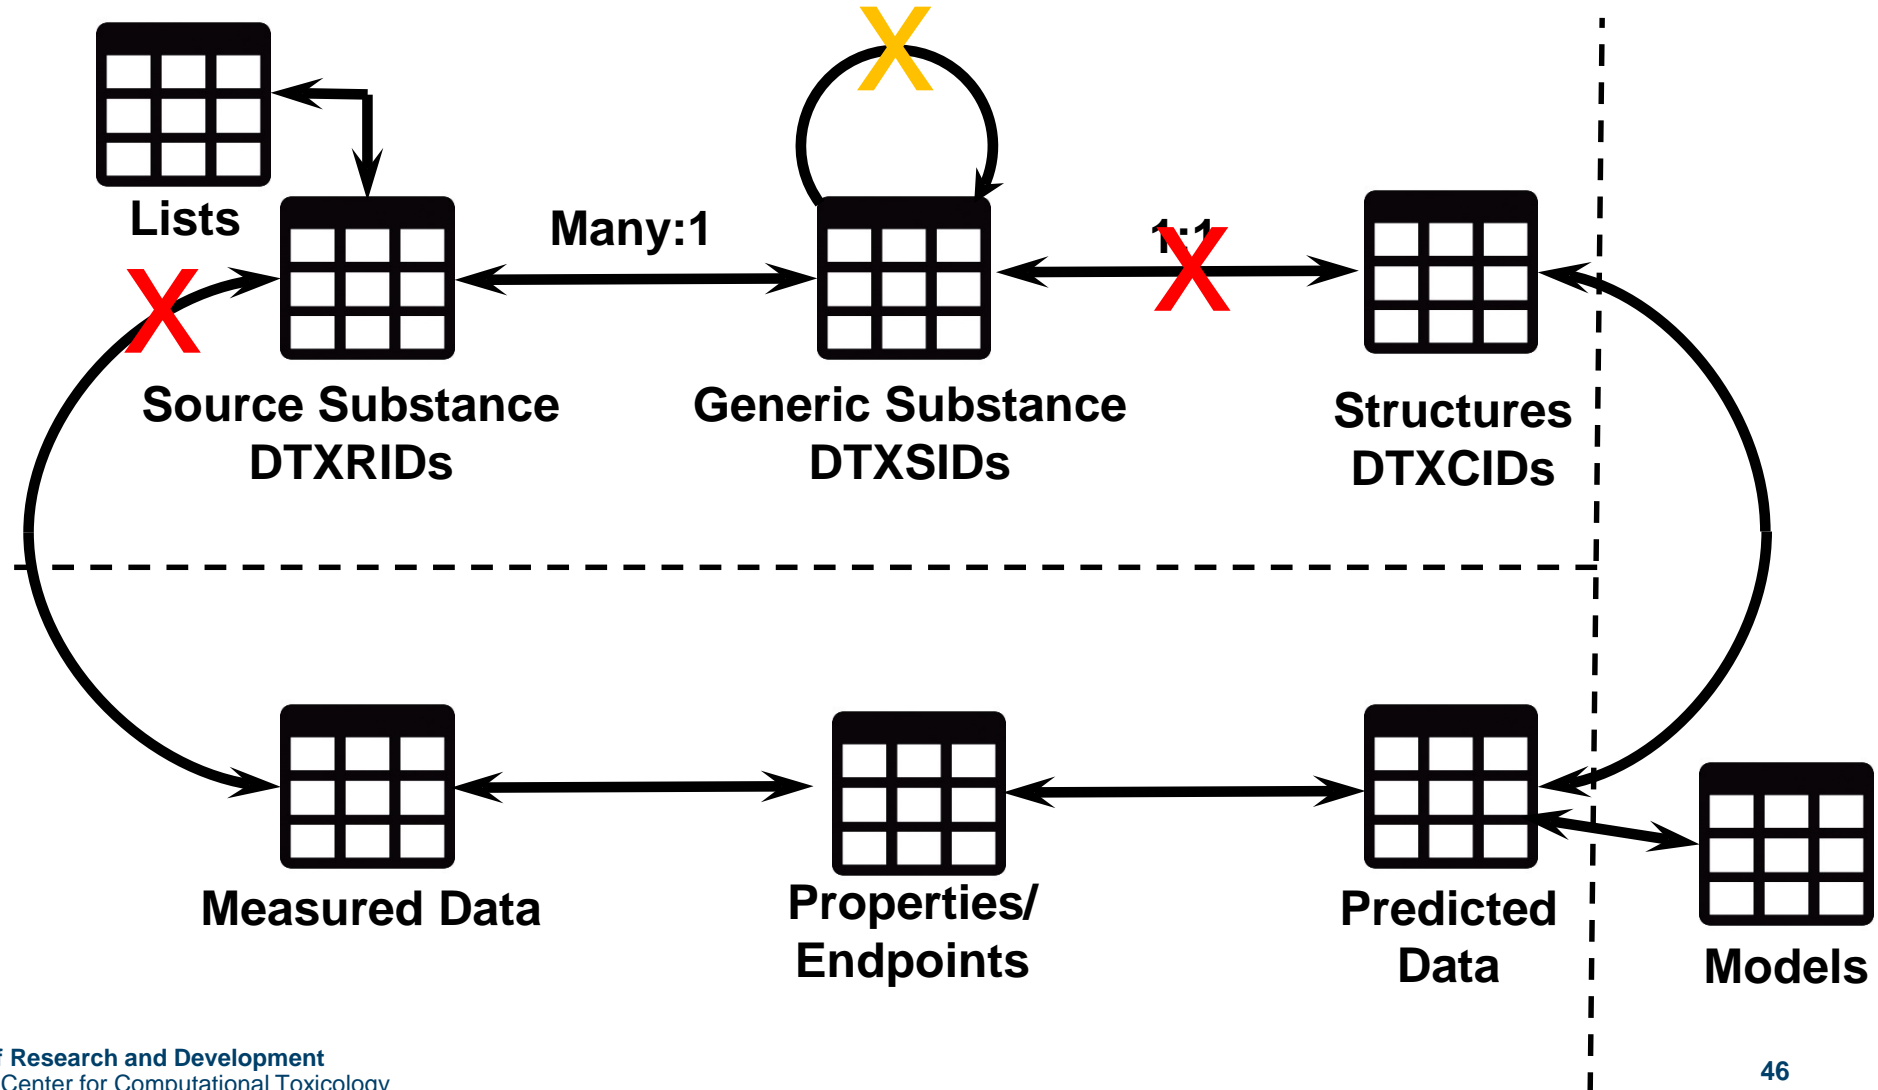 Lists
Many:1
1:1
Source Substance
DTXRIDs
Generic Substance
DTXSIDs
Structures
DTXCIDs
Measured Data
Properties/
Endpoints
Predicted
Data
Models
Research and Development
Center for Computational Toxicology
46